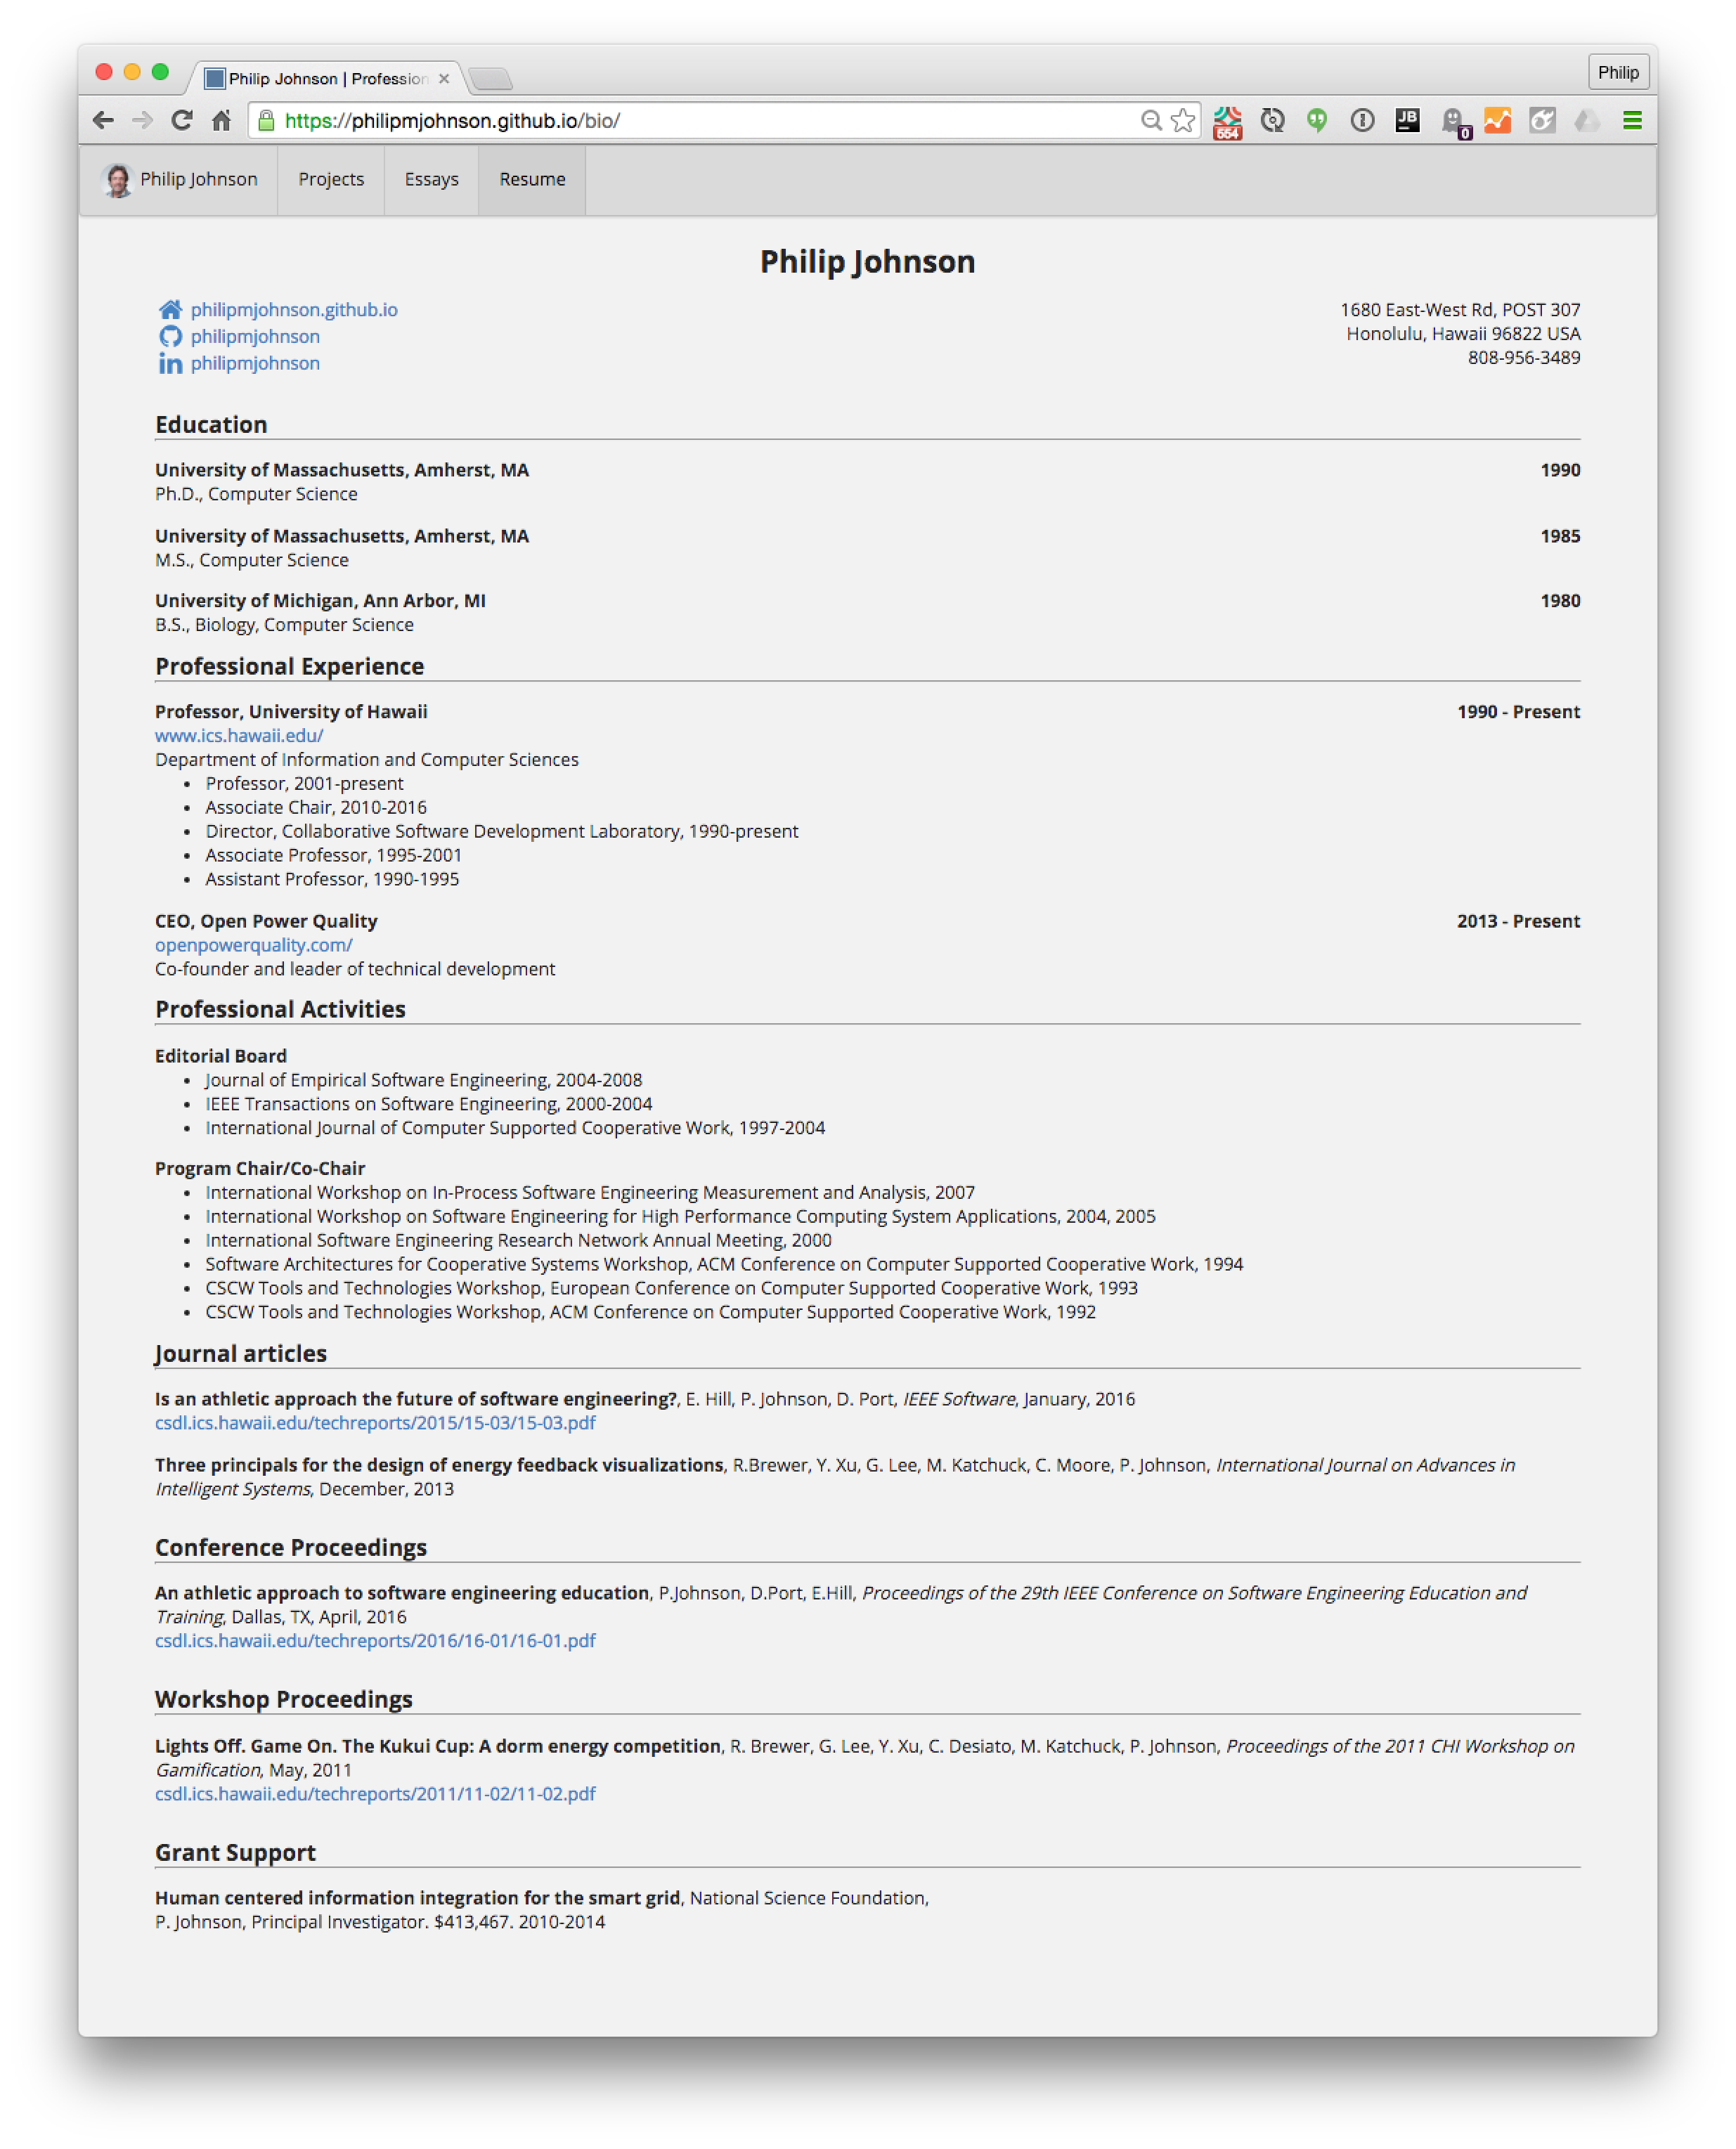 Philip Johnson | Profession
Philip
https://philipmjohnson.github.io/bio/
554
JB
0
Philip Johnson
Projects
Essays
Resume
Philip Johnson
philipmjohnson.github.io
philipmjohnson
in philipmjohnson
1680 East-West Rd, POST 307
Honolulu, Hawaii 96822 USA
808-956-3489
Education
University of Massachusetts, Amherst, MA 1990
Ph.D., Computer Science
University of Massachusetts, Amherst, MA 1985
M.S., Computer Science
University of Michigan, Ann Arbor, MI 1980
B.S., Biology, Computer Science
Professional Experience
Professor, University of Hawaii 1990 - Present
www.ics.hawaii.edu/
Department of Information and Computer Sciences
• Professor, 2001-present
• Associate Chair, 2010-2016
• Director, Collaborative Software Development Laboratory, 1990-present
• Associate Professor, 1995-2001
• Assistant Professor, 1990-1995
CEO, Open Power Quality 2013 - Present
openpowerquality.com/
Co-founder and leader of technical development
Professional Activities
Editorial Board
• Journal of Empirical Software Engineering, 2004-2008
• IEEE Transactions on Software Engineering, 2000-2004
• International Journal of Computer Supported Cooperative Work, 1997-2004
Program Chair/Co-Chair
• International Workshop on In-Process Software Engineering Measurement and Analysis, 2007
• International Workshop on Software Engineering for High Performance Computing System Applications, 2004, 2005
• International Software Engineering Research Network Annual Meeting, 2000
• Software Architectures for Cooperative Systems Workshop, ACM Conference on Computer Supported Cooperative Work, 1994
• CSCW Tools and Technologies Workshop, European Conference on Computer Supported Cooperative Work, 1993
• CSCW Tools and Technologies Workshop, ACM Conference on Computer Supported Cooperative Work, 1992
Journal articles
Is an athletic approach the future of software engineering?, E. Hill, P. Johnson, D. Port, IEEE Software, January, 2016
csdl.ics.hawaii.edu/techreports/2015/15-03/15-03.pdf
Three principals for the design of energy feedback visualizations, R.Brewer, Y. Xu, G. Lee, M. Katchuck, C. Moore, P. Johnson, International Journal on Advances in
Intelligent Systems, December, 2013
Conference Proceedings
An athletic approach to software engineering education, P.Johnson, D.Port, E.Hill, Proceedings of the 29th IEEE Conference on Software Engineering Education and
Training, Dallas, TX, April, 2016
csdl.ics.hawaii.edu/techreports/2016/16-01/16-01.pdf
Workshop Proceedings
Lights Off. Game On. The Kukui Cup: A dorm energy competition, R. Brewer, G. Lee, Y. Xu, C. Desiato, M. Katchuck, P. Johnson, Proceedings of the 2011 CHI Workshop on
Gamification, May, 2011
csdl.ics.hawaii.edu/techreports/2011/11-02/11-02.pdf
Grant Support
Human centered information integration for the smart grid, National Science Foundation,
P. Johnson, Principal Investigator. $413,467. 2010-2014